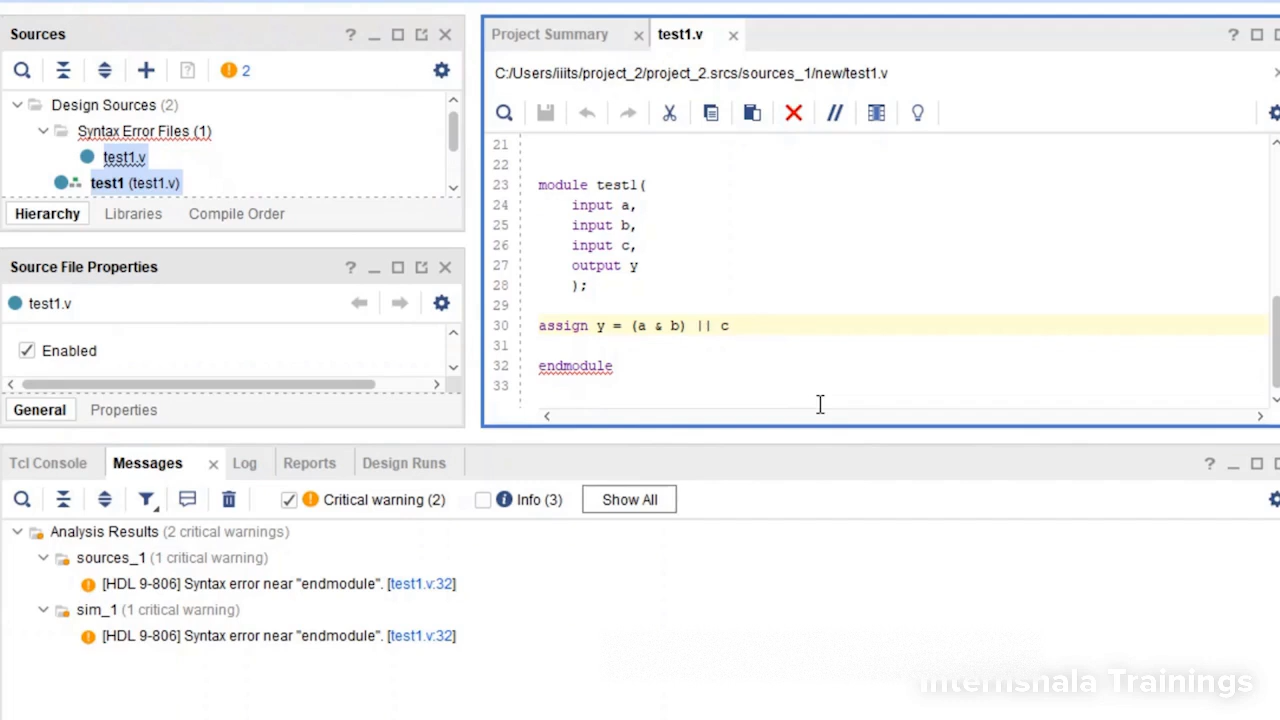 Sources
2
Design Sources (2)
Syntax Error Files (1)
test1.v
test1 (test1.v)
Hierarchy Libraries Compile Order
Source File Properties
test1.v
Enabled
General Properties
Project Summary test1.v
C:/Users/iiits/project_2/project_2.srcs/sources_1/new/test1.v
21
22
23 module test1(
24 input a,
25 input b,
26 input c,
27 output y
28 );
29
30 assign y = (a & b) || c
31
32 endmodule
33
Tcl Console Messages Log Reports Design Runs
Critical warning (2) Info (3) Show All
Analysis Results (2 critical warnings)
sources_1 (1 critical warning)
[HDL 9-806] Syntax error near "endmodule". [test1.v:32]
sim_1 (1 critical warning)
[HDL 9-806] Syntax error near "endmodule". [test1.v:32]
Internshala Trainings